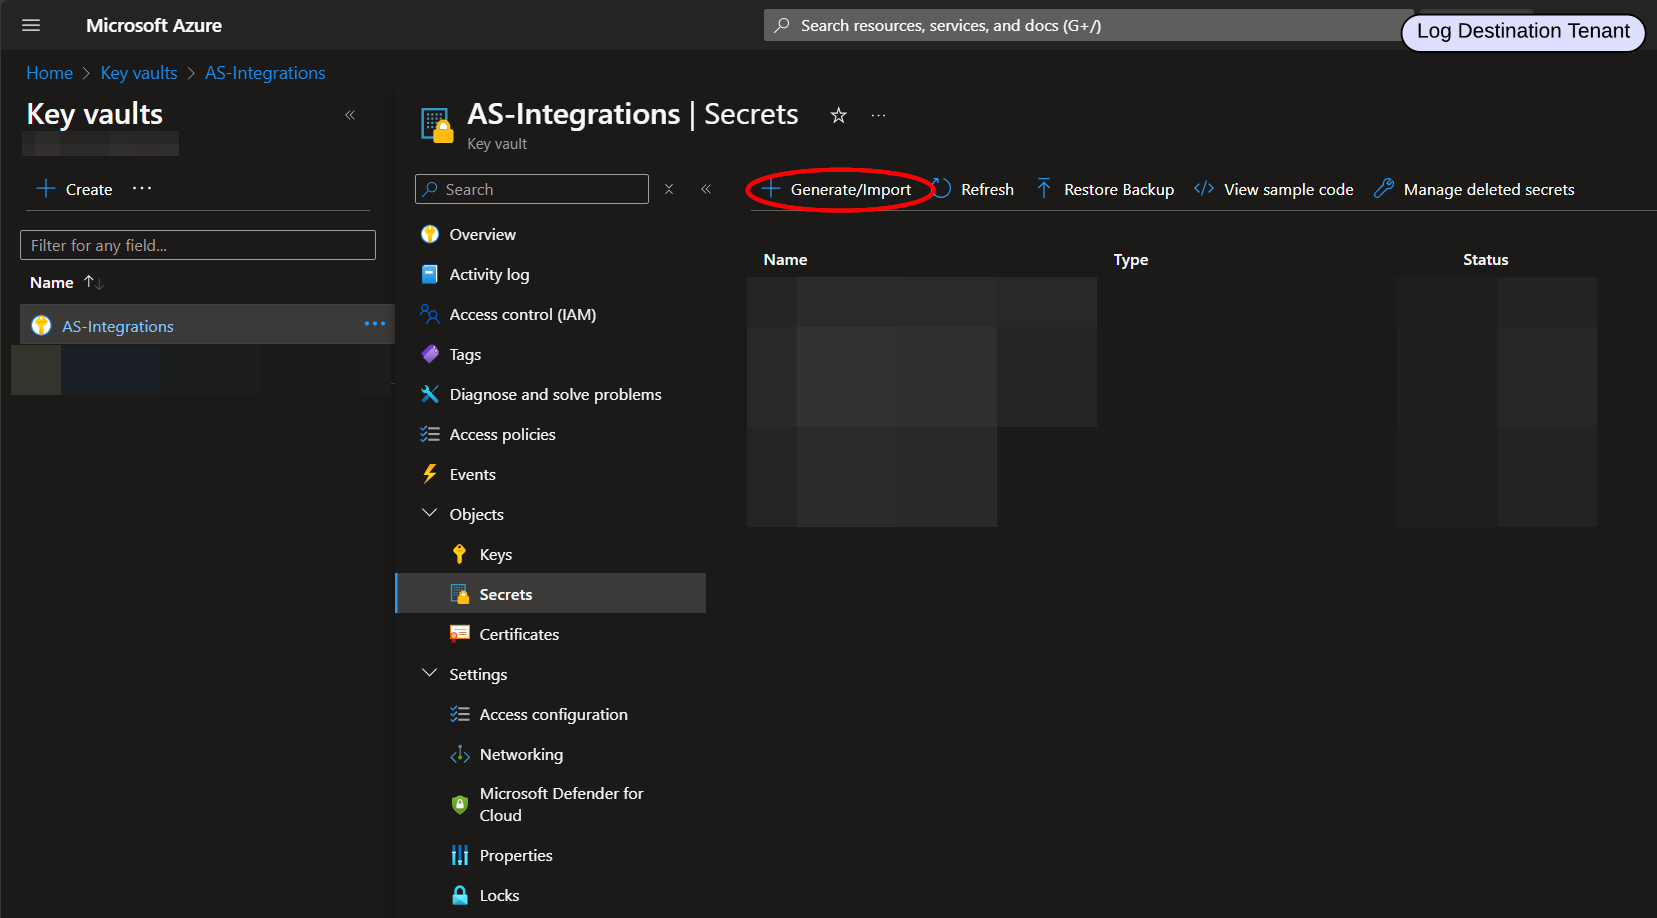 Microsoft Azure
Search resources, services, and docs (G+/)
Log Destination Tenant
Home > Key vaults > AS-Integrations
Key vaults
«
AS-Integrations | Secrets
...
Key vault
+ Create ...
Search
× «
+ Generate/Import
Refresh
Restore Backup
</> View sample code
Manage deleted secrets
Filter for any field...
Name ↑↓
AS-Integrations ...
Overview
Activity log
Access control (IAM)
Tags
Diagnose and solve problems
Access policies
Events
Objects
Keys
Secrets
Certificates
Settings
Access configuration
Networking
Microsoft Defender for
Cloud
Properties
Locks
Name
Type
Status